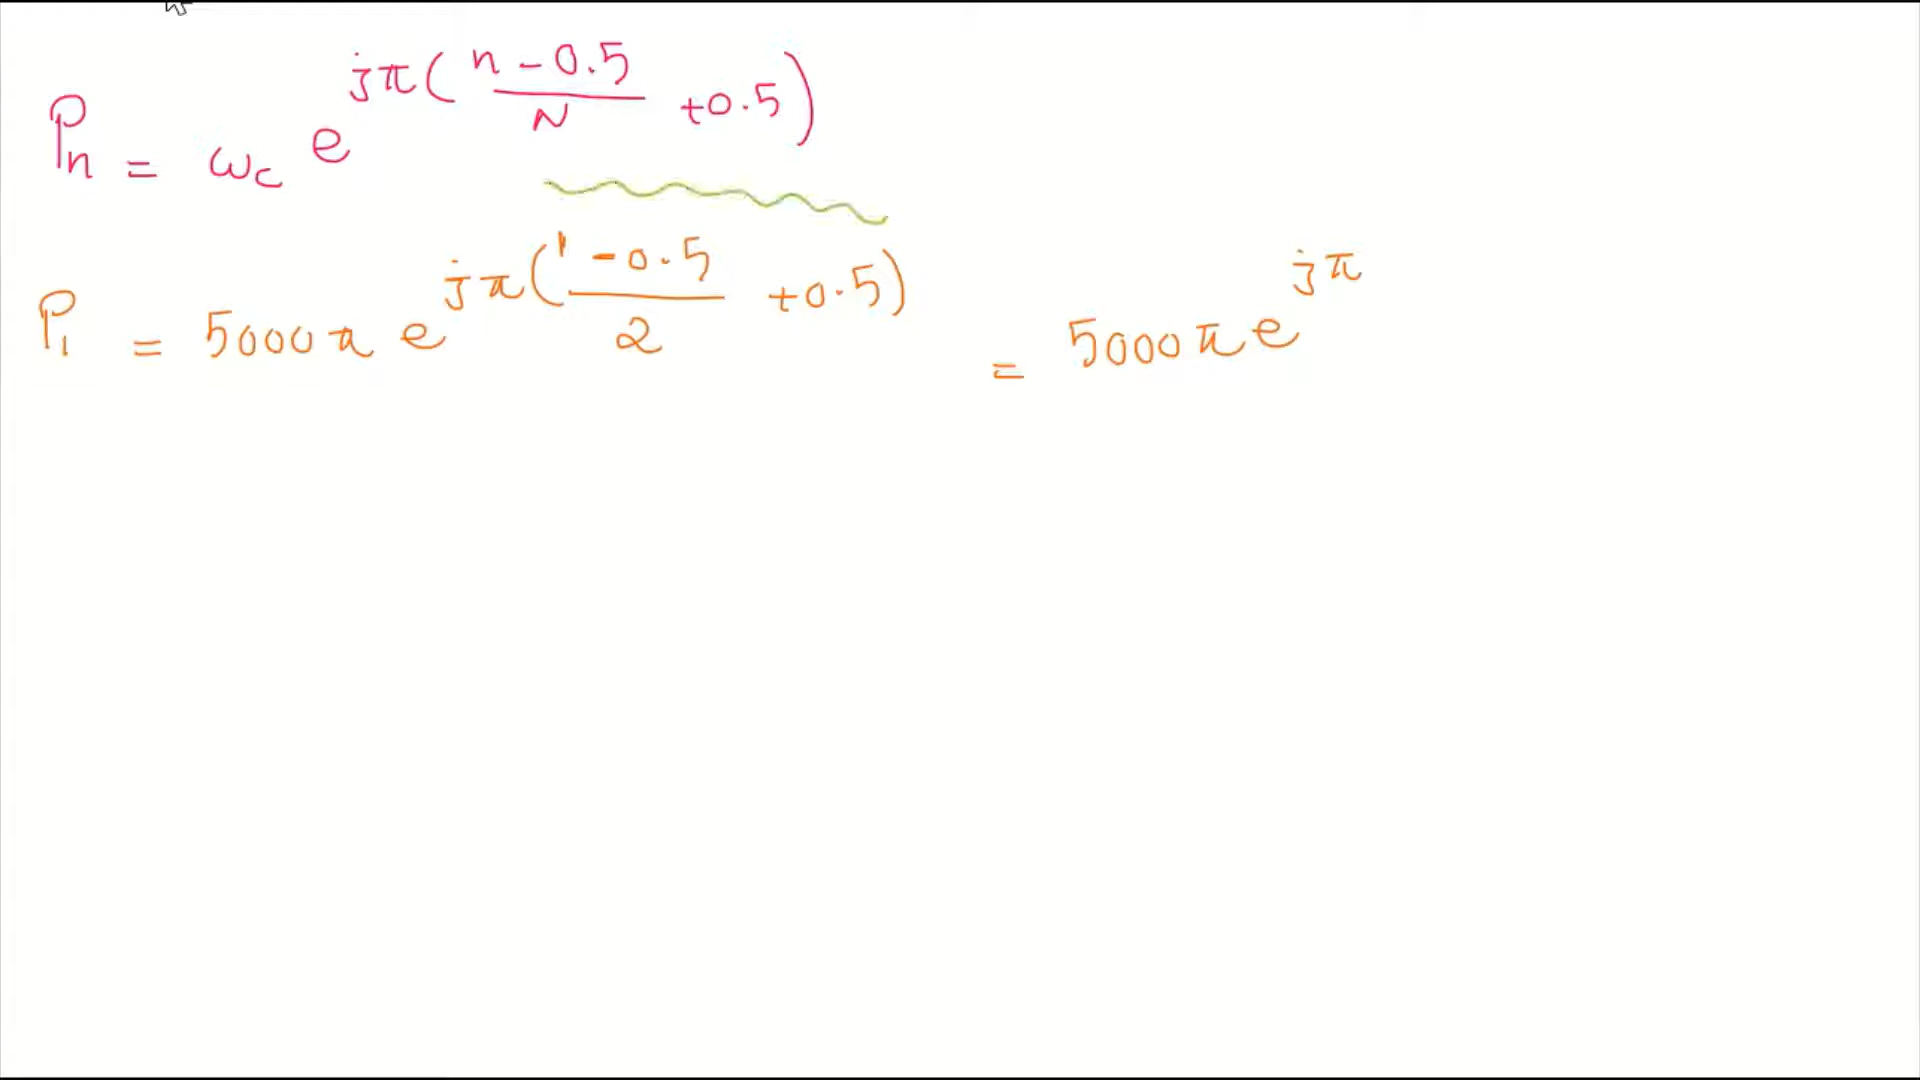 Pn = ωc e^jπ(n-0.5/N +0.5)
P1 = 5000π e^jπ(1-0.5/2 +0.5) = 5000π e^jπ